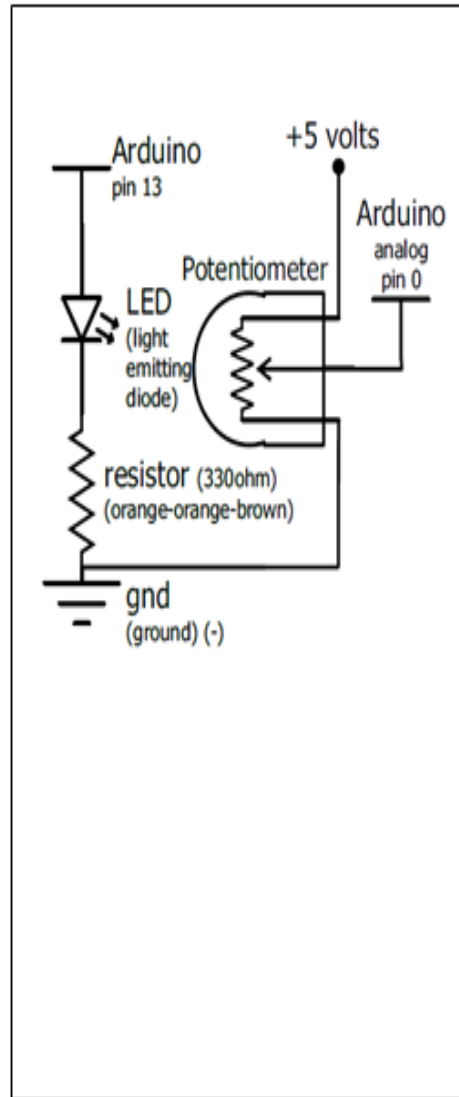 Arduino
pin 13
+5 volts
Arduino
analog
pin 0
Potentiometer
LED
(light
emitting
diode)
resistor (330ohm)
(orange-orange-brown)
gnd
(ground) (-)